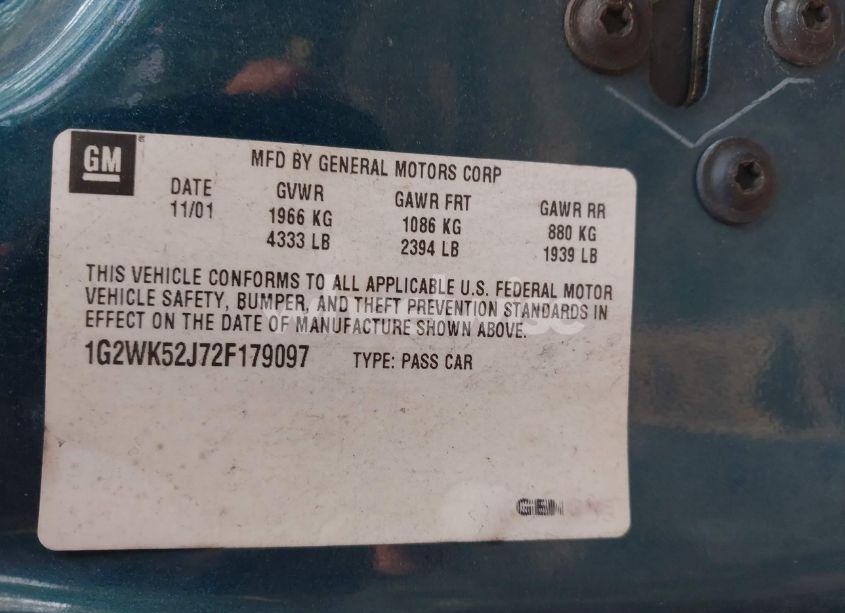 GM
MFD BY GENERAL MOTORS CORP
DATE GVWR GAWR FRT GAWR RR
11/01 1966 KG 1086 KG 880 KG
4333 LB 2394 LB 1939 LB
THIS VEHICLE CONFORMS TO ALL APPLICABLE U.S. FEDERAL MOTOR
VEHICLE SAFETY, BUMPER, AND THEFT PREVENTION STANDARDS IN
EFFECT ON THE DATE OF MANUFACTURE SHOWN ABOVE.
1G2WK52J72F179097 TYPE: PASS CAR